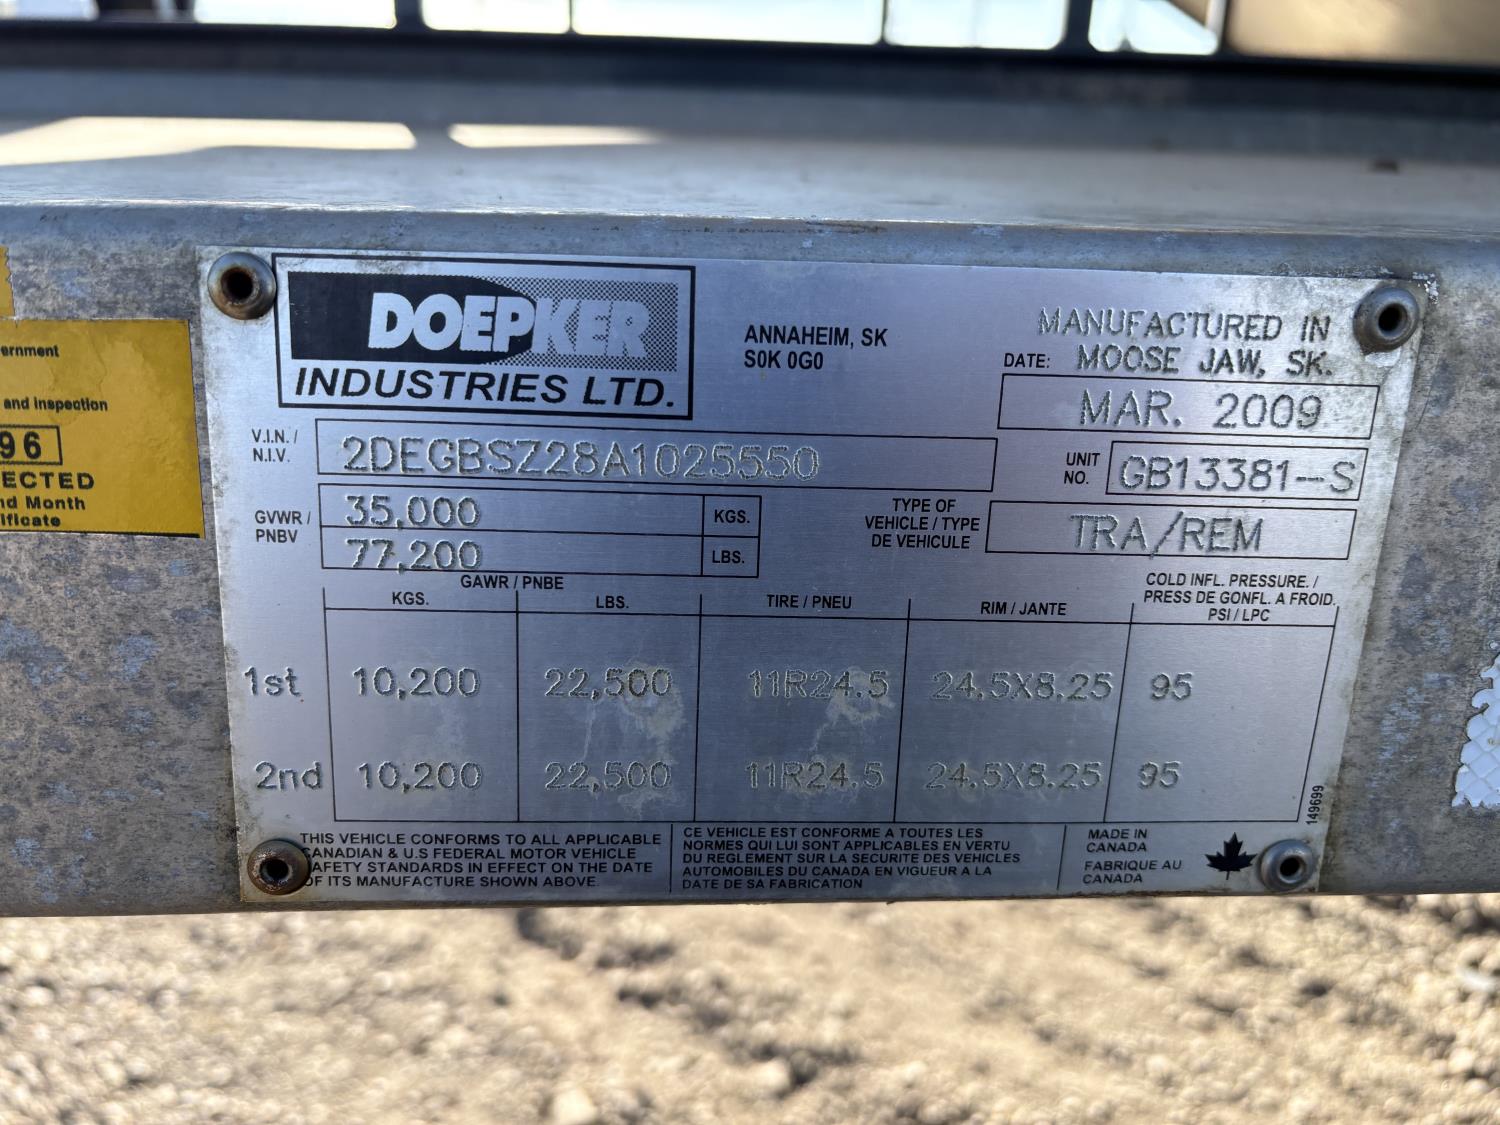 DOEPKER
INDUSTRIES LTD.
ANNAHEIM, SK
S0K 0G0
MANUFACTURED IN
DATE: MOOSE JAW, SK.
MAR. 2009
V.I.N. /
N.I.V.
2DEGBSZ28A1025550
UNIT
NO.
GB13381-S
GVWR /
PNBV
35,000 KGS.
77,200 LBS.
TYPE OF
VEHICLE / TYPE
DE VEHICULE
TRA/REM
GAWR / PNBE
KGS. LBS. TIRE / PNEU RIM / JANTE
COLD INFL. PRESSURE. /
PRESS DE GONFL. A FROID.
PSI / LPC
1st 10,200 22,500 11R24.5 24.5X8.25 95
2nd 10,200 22,500 11R24.5 24.5X8.25 95
149699
THIS VEHICLE CONFORMS TO ALL APPLICABLE
CANADIAN & U.S FEDERAL MOTOR VEHICLE
SAFETY STANDARDS IN EFFECT ON THE DATE
OF ITS MANUFACTURE SHOWN ABOVE.
CE VEHICLE EST CONFORME A TOUTES LES
NORMES QUI LUI SONT APPLICABLES EN VERTU
DU REGLEMENT SUR LA SECURITE DES VEHICLES
AUTOMOBILES DU CANADA EN VIGUEUR A LA
DATE DE SA FABRICATION
MADE IN
CANADA
FABRIQUE AU
CANADA
ernment
and inspection
96
ECTED
nd Month
ificate